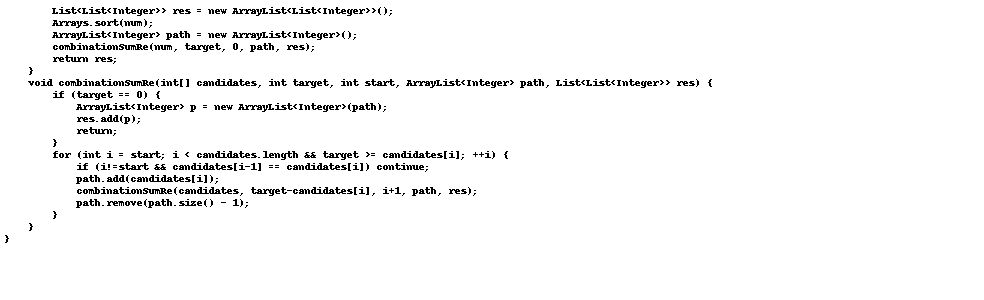 List<List<Integer>> res = new ArrayList<List<Integer>>();
        Arrays.sort(num);
        ArrayList<Integer> path = new ArrayList<Integer>();
        combinationSumRe(num, target, 0, path, res);
        return res;
    }
    void combinationSumRe(int[] candidates, int target, int start, ArrayList<Integer> path, List<List<Integer>> res) {
        if (target == 0) {
            ArrayList<Integer> p = new ArrayList<Integer>(path);
            res.add(p);
            return;
        }
        for (int i = start; i < candidates.length && target >= candidates[i]; ++i) {
            if (i!=start && candidates[i-1] == candidates[i]) continue;
            path.add(candidates[i]);
            combinationSumRe(candidates, target-candidates[i], i+1, path, res);
            path.remove(path.size() - 1);
        }
    }
}